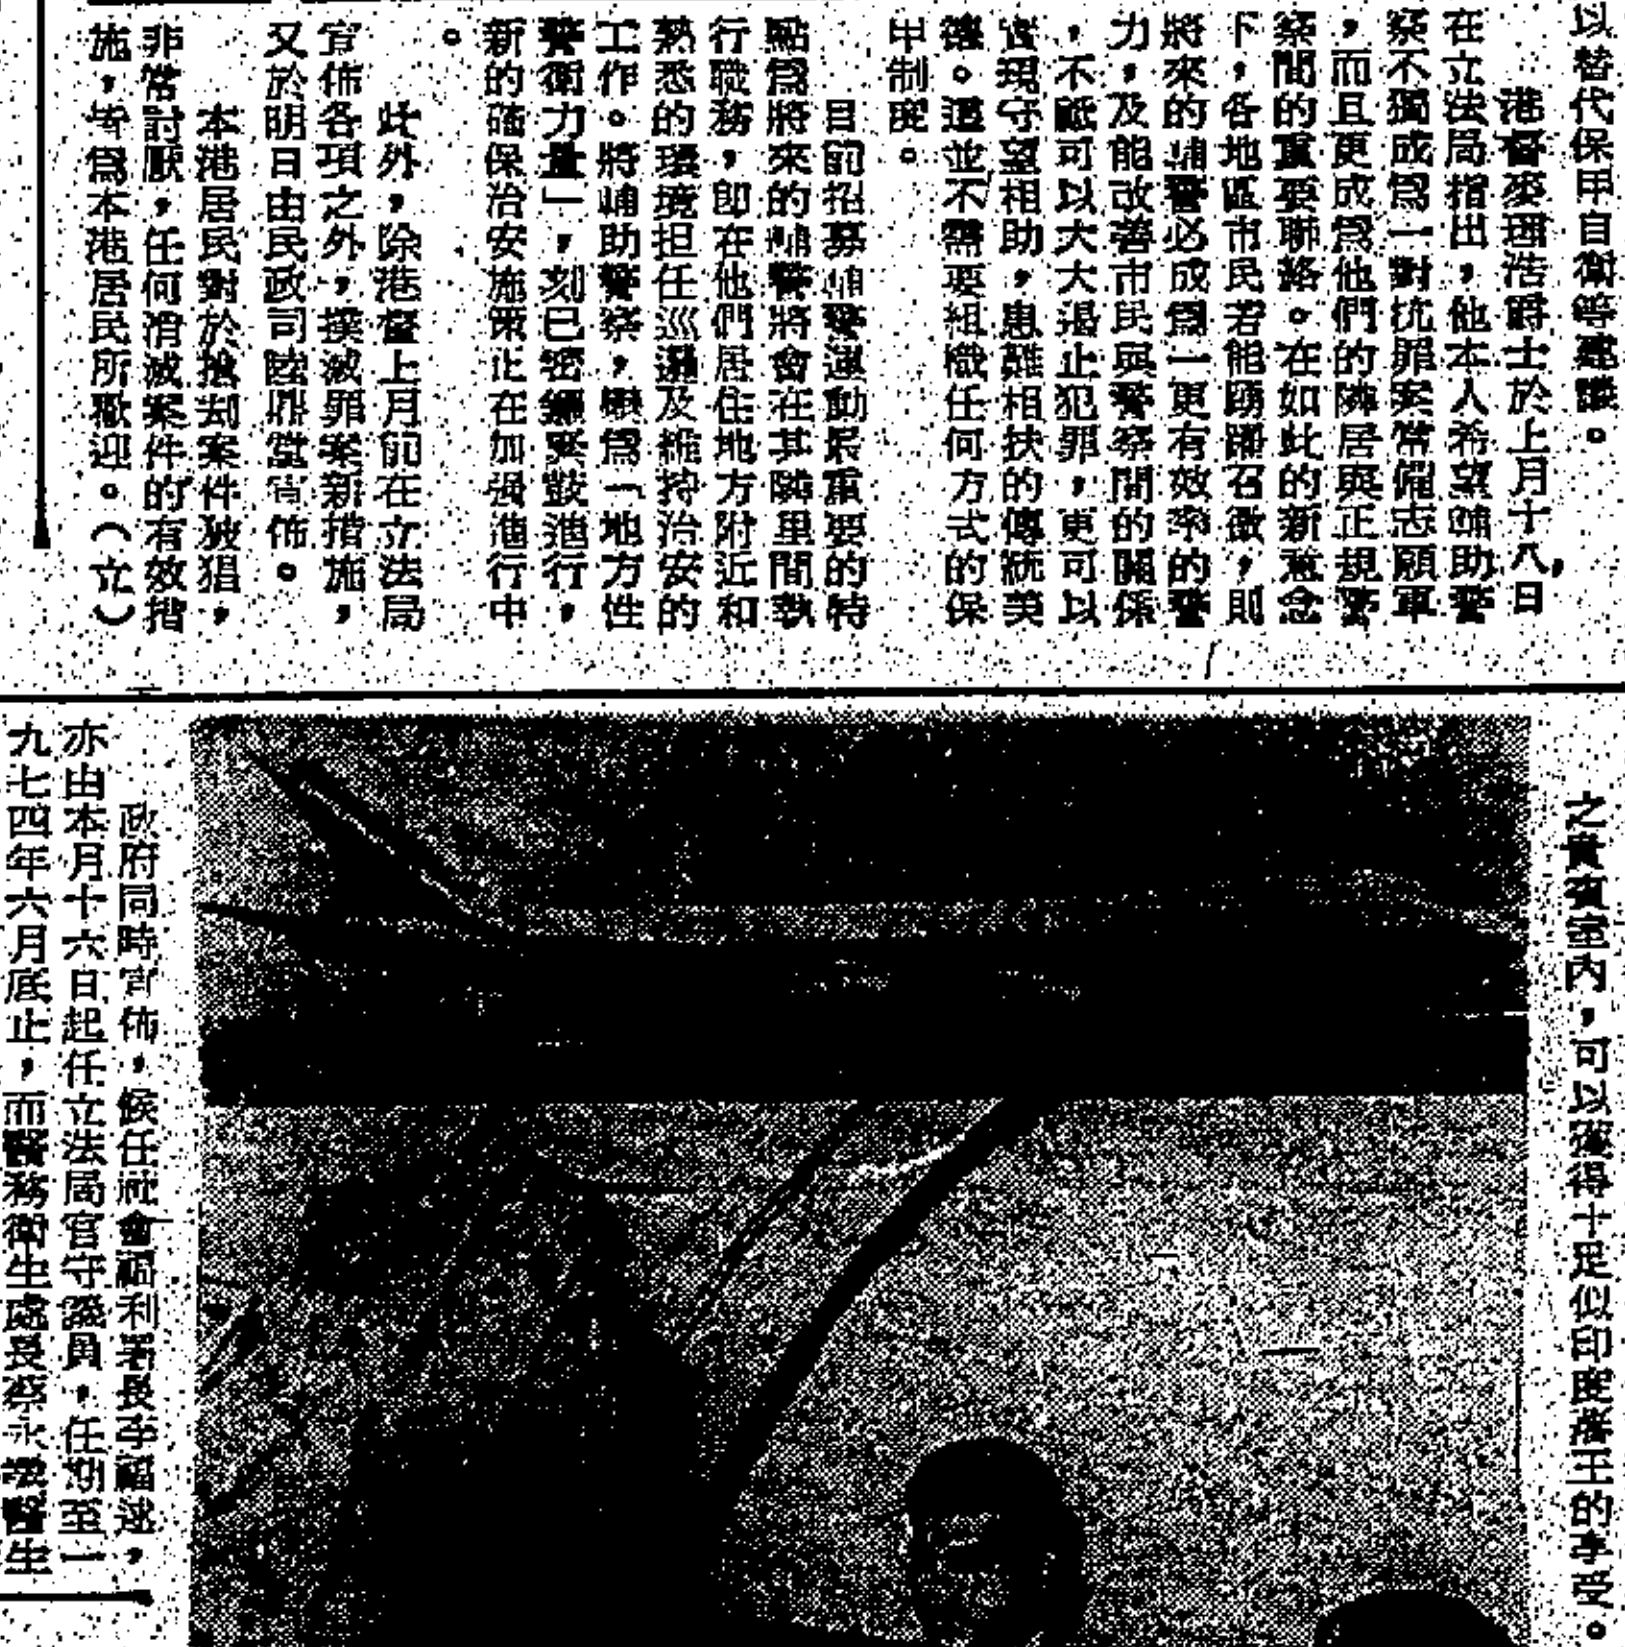 以替代保甲自衛等建議。
港督麥理浩爵士於上月十八日
在立法局指出，他本人希望輔助警
察不獨成爲一對抗罪案常備志願軍
，而且更成爲他們的隣居與正規警
察間的重要聯絡。在如此的新意念
下，各地區市民若能踴躍召徵，則
將來的輔警必成爲一更有效率的警
力，及能改善市民與警察間的關係
，不祗可以大大遏止犯罪，更可以
實現守望相助，患難相扶的傳統美
德。這並不需要組織任何方式的保
甲制度。
目前招募輔警運動最重要的特
點爲將來的輔警將會在其隣里間執
行職務，卽在他們居住地方附近和
熟悉的環境担任巡邏及維持治安的
工作。將輔助警察，變爲一地方性
警衛力量」，刻已密鑼緊鼓進行，
新的確保治安施策正在加張進行中
。
此外，除港督上月前在立法局
宣佈各項之外，撲滅罪案新措施，
又於明日由民政司陸鼎堂宣佈。
本港居民對於搶刦案件猖，
非常討厭，任何消滅案件的有效措
施，皆爲本港居民所歡迎。（立）
之貴賓室內，可以獲得十足似印度藩王的享受。
政府同時宣佈，候任社會福利署長李福逑，
亦由本月十六日起任立法局官守議員，任期至一
九七四年六月底止，而醫務衛生處長蔡永業醫生